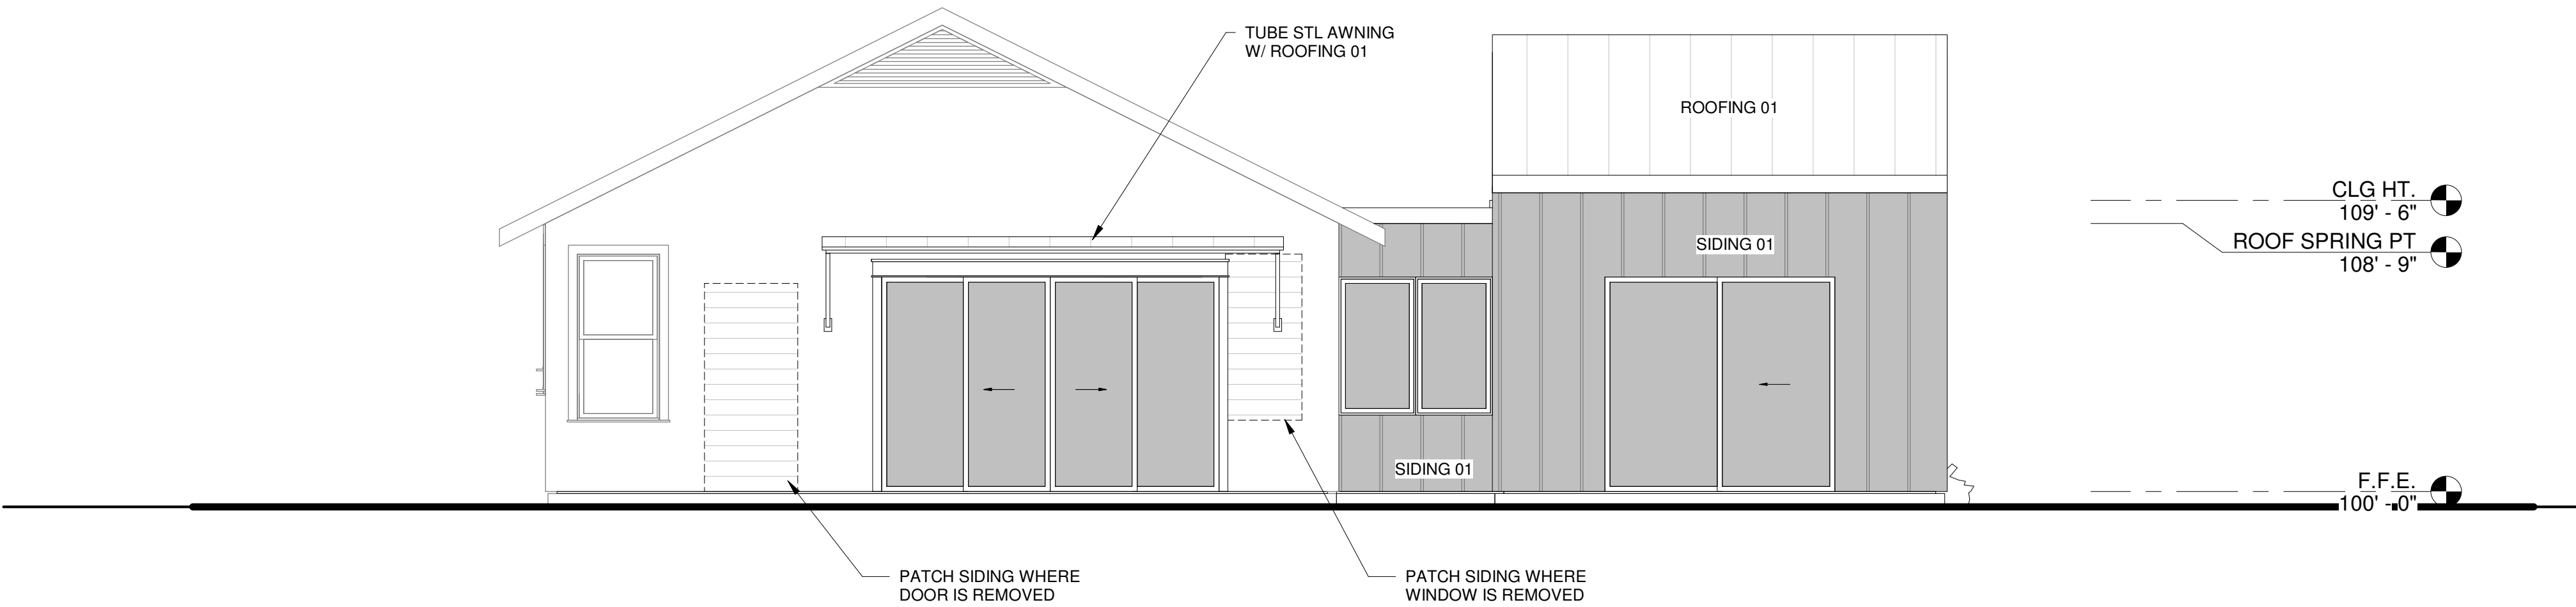 TUBE STL AWNING
W/ ROOFING 01
ROOFING 01
CLG HT.
109' - 6"
SIDING 01
ROOF SPRING PT
108' - 9"
SIDING 01
F.F.E.
100' - 0"
PATCH SIDING WHERE
DOOR IS REMOVED
PATCH SIDING WHERE
WINDOW IS REMOVED